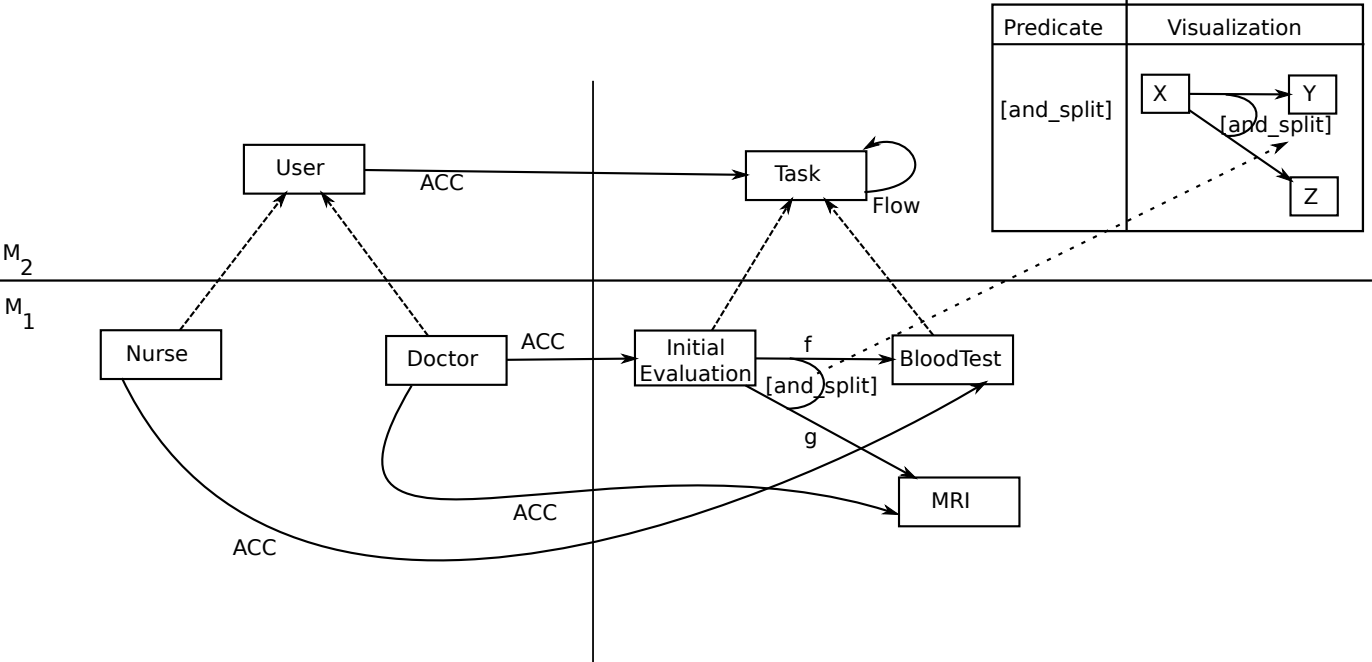 Predicate
Visualization
X
Y
[and_split]
[and_split]
Z
User
ACC
Task
Flow
M2
M1
Nurse
Doctor
ACC
Initial
Evaluation
f
BloodTest
[and_split]
g
MRI
ACC
ACC